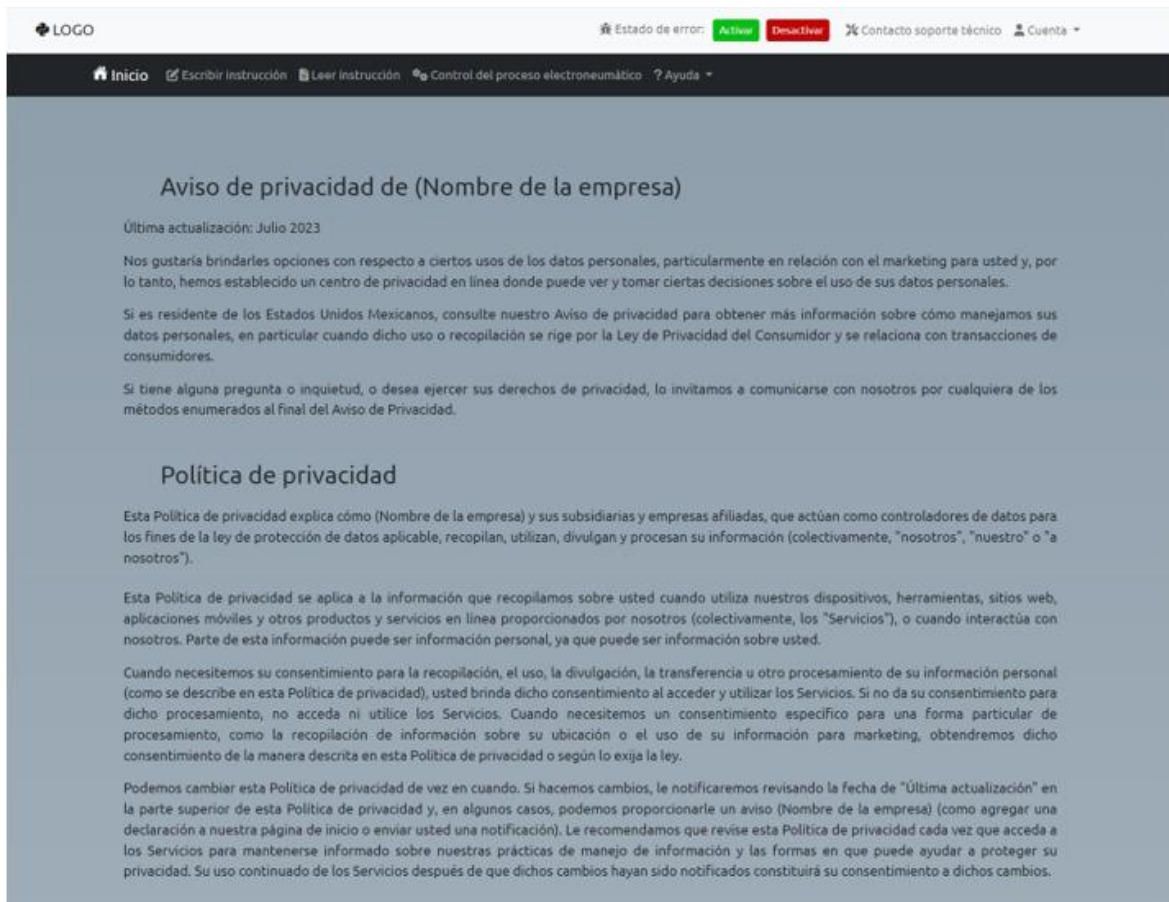 LOGO
Estado de error: Activar Desactivar Contacto soporte técnico Cuenta
Inicio Escribir instrucción Leer instrucción Control del proceso electroneumático ? Ayuda
Aviso de privacidad de (Nombre de la empresa)
Última actualización: Julio 2023
Nos gustaría brindarles opciones con respecto a ciertos usos de los datos personales, particularmente en relación con el marketing para usted y, por
lo tanto, hemos establecido un centro de privacidad en línea donde puede ver y tomar ciertas decisiones sobre el uso de sus datos personales.
Si es residente de los Estados Unidos Mexicanos, consulte nuestro Aviso de privacidad para obtener más información sobre cómo manejamos sus
datos personales, en particular cuando dicho uso o recopilación se rige por la Ley de Privacidad del Consumidor y se relaciona con transacciones de
consumidores.
Si tiene alguna pregunta o inquietud, o desea ejercer sus derechos de privacidad, lo invitamos a comunicarse con nosotros por cualquiera de los
métodos enumerados al final del Aviso de Privacidad.
Política de privacidad
Esta Política de privacidad explica cómo (Nombre de la empresa) y sus subsidiarias y empresas afiliadas, que actúan como controladores de datos para
los fines de la ley de protección de datos aplicable, recopilan, utilizan, divulgan y procesan su información (colectivamente, "nosotros", "nuestro" o "a
nosotros").
Esta Política de privacidad se aplica a la información que recopilamos sobre usted cuando utiliza nuestros dispositivos, herramientas, sitios web,
aplicaciones móviles y otros productos y servicios en línea proporcionados por nosotros (colectivamente, los "Servicios"), o cuando interactúa con
nosotros. Parte de esta información puede ser información personal, ya que puede ser información sobre usted.
Cuando necesitemos su consentimiento para la recopilación, el uso, la divulgación, la transferencia u otro procesamiento de su información personal
(como se describe en esta Política de privacidad), usted brinda dicho consentimiento al acceder y utilizar los Servicios. Si no da su consentimiento para
dicho procesamiento, no acceda ni utilice los Servicios. Cuando necesitemos un consentimiento específico para una forma particular de
procesamiento, como la recopilación de información sobre su ubicación o el uso de su información para marketing, obtendremos dicho
consentimiento de la manera descrita en esta Política de privacidad o según lo exija la ley.
Podemos cambiar esta Política de privacidad de vez en cuando. Si hacemos cambios, le notificaremos revisando la fecha de "Última actualización" en
la parte superior de esta Política de privacidad y, en algunos casos, podemos proporcionarle un aviso (Nombre de la empresa) (como agregar una
declaración a nuestra página de inicio o enviar usted una notificación). Le recomendamos que revise esta Política de privacidad cada vez que acceda a
los Servicios para mantenerse informado sobre nuestras prácticas de manejo de información y las formas en que puede ayudar a proteger su
privacidad. Su uso continuado de los Servicios después de que dichos cambios hayan sido notificados constituirá su consentimiento a dichos cambios.